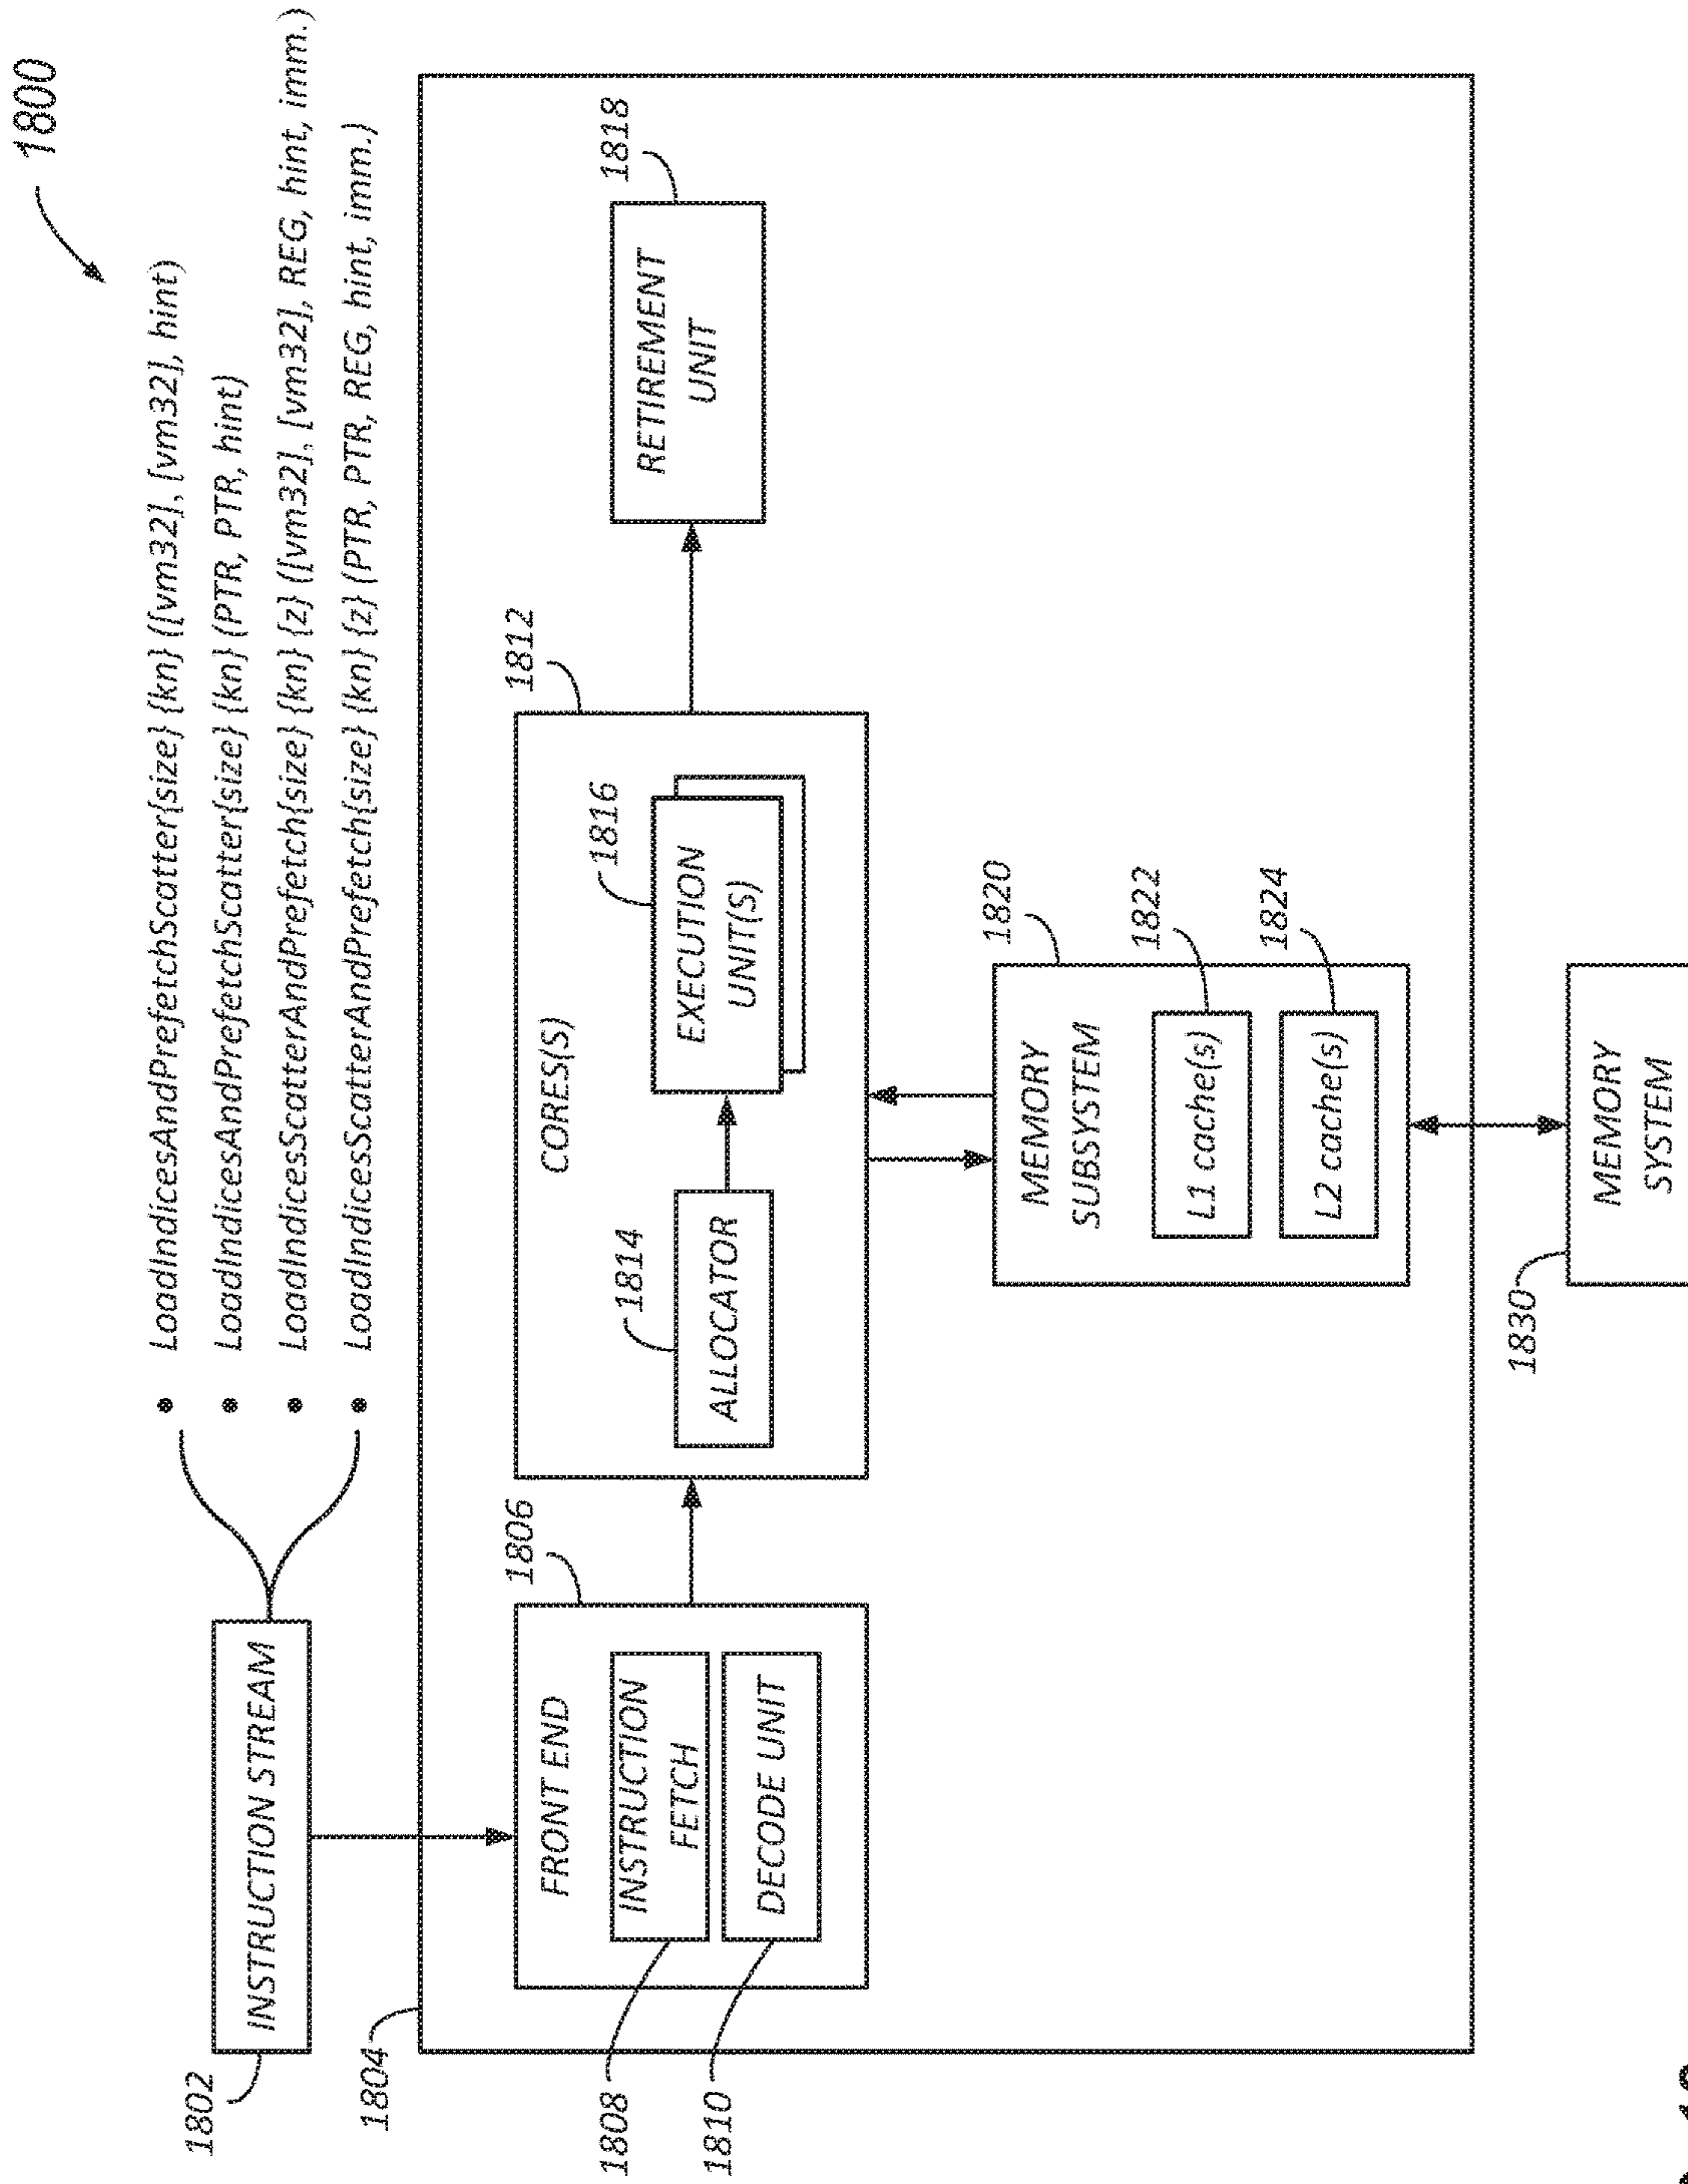 1800
• LoadIndicesAndPrefetchScatter{size} {kn} ([vm32], [vm32], hint)
• LoadIndicesAndPrefetchScatter{size} {kn} (PTR, PTR, hint)
• LoadIndicesScatterAndPrefetch{size} {kn} {z} ([vm32], [vm32], REG, hint, imm.)
• LoadIndicesScatterAndPrefetch{size} {kn} {z} (PTR, PTR, REG, hint, imm.)
1802
INSTRUCTION STREAM
1804
1806
FRONT END
INSTRUCTION
FETCH
1808
DECODE UNIT
1810
1812
CORES(S)
1814
ALLOCATOR
1816
EXECUTION
UNIT(S)
1818
RETIREMENT
UNIT
1820
MEMORY
SUBSYSTEM
L1 cache(s)
1822
L2 cache(s)
1824
1830
MEMORY
SYSTEM